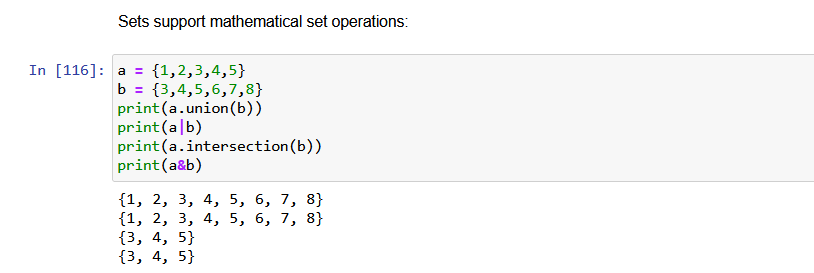 Sets support mathematical set operations:
In [116]: a = {1,2,3,4,5}
b = {3,4,5,6,7,8}
print(a.union(b))
print(a|b)
print(a.intersection(b))
print(a&b)
{1, 2, 3, 4, 5, 6, 7, 8}
{1, 2, 3, 4, 5, 6, 7, 8}
{3, 4, 5}
{3, 4, 5}